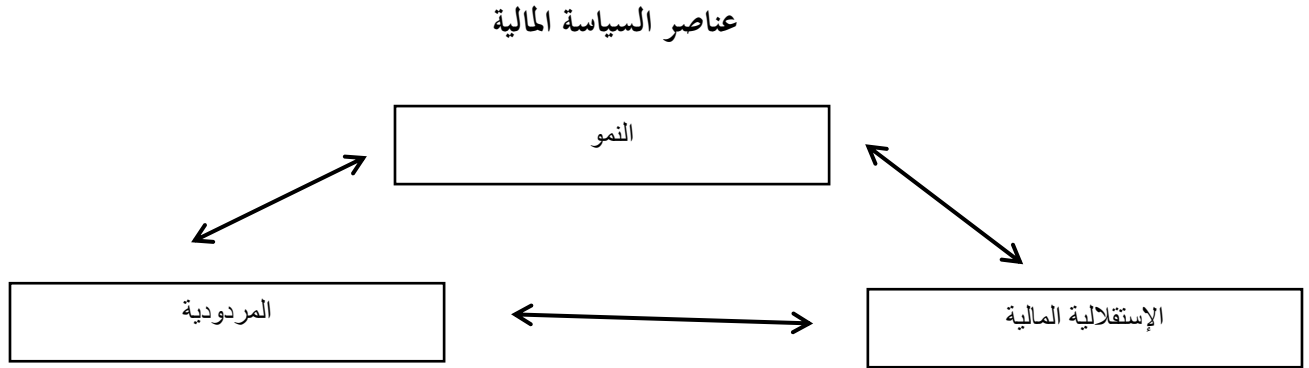 عناصر السياسة المالية
النمو
الإستقلالية المالية
المردودية